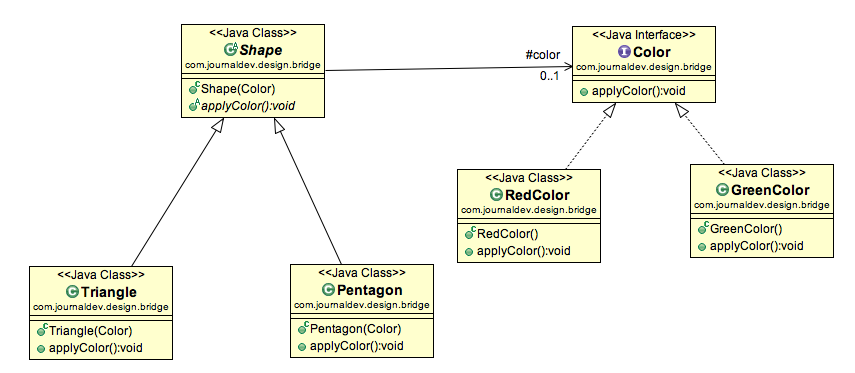 <<Java Class>>
Shape
com.journaldev.design.bridge
Shape(Color)
applyColor():void
#color
0..1
<<Java Interface>>
Color
com.journaldev.design.bridge
applyColor():void
<<Java Class>>
RedColor
com.journaldev.design.bridge
RedColor()
applyColor():void
<<Java Class>>
GreenColor
com.journaldev.design.bridge
GreenColor()
applyColor():void
<<Java Class>>
Triangle
com.journaldev.design.bridge
Triangle(Color)
applyColor():void
<<Java Class>>
Pentagon
com.journaldev.design.bridge
Pentagon(Color)
applyColor():void